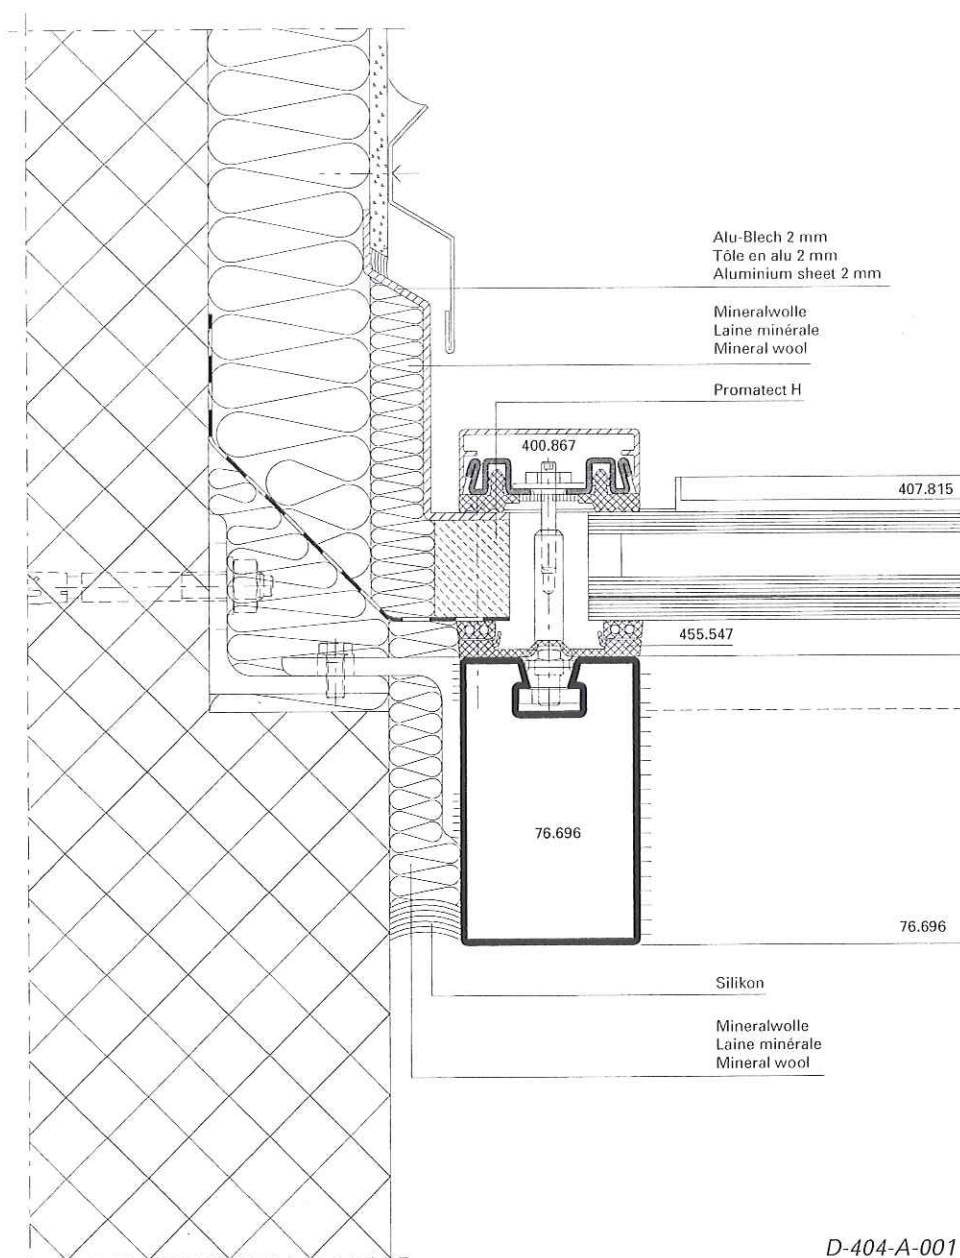 Alu-Blech 2 mm
Tôle en alu 2 mm
Aluminium sheet 2 mm
Mineralwolle
Laine minérale
Mineral wool
Promatect H
400.867
407.815
455.547
76.696
76.696
Silikon
Mineralwolle
Laine minérale
Mineral wool
D-404-A-001